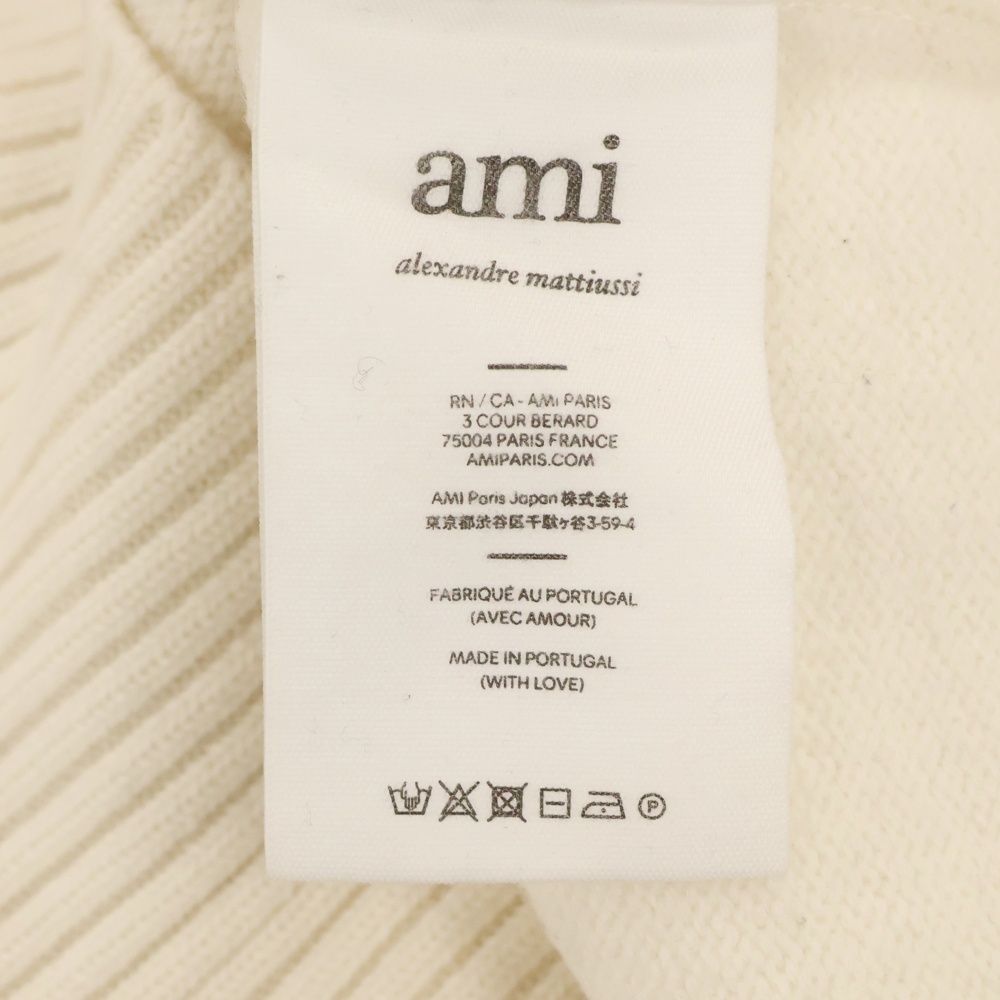 ami
alexandre mattiussi
RN / CA - AMI PARIS
3 COUR BERARD
75004 PARIS FRANCE
AMIPARIS.COM
AMI Paris Japan 株式会社
東京都渋谷区千駄ヶ谷3-59-4
FABRIQUÉ AU PORTUGAL
(AVEC AMOUR)
MADE IN PORTUGAL
(WITH LOVE)
P